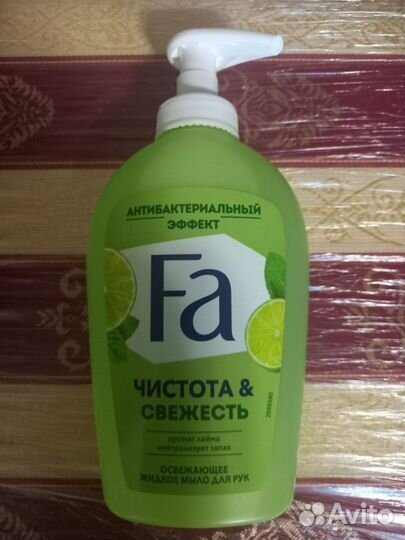 АНТИБАКТЕРИАЛЬНЫЙ
ЭФФЕКТ
Fa
ЧИСТОТА &
СВЕЖЕСТЬ
аромат лайма
нейтрализует запах
ОСВЕЖАЮЩЕЕ
ЖИДКОЕ МЫЛО ДЛЯ РУК
Avito